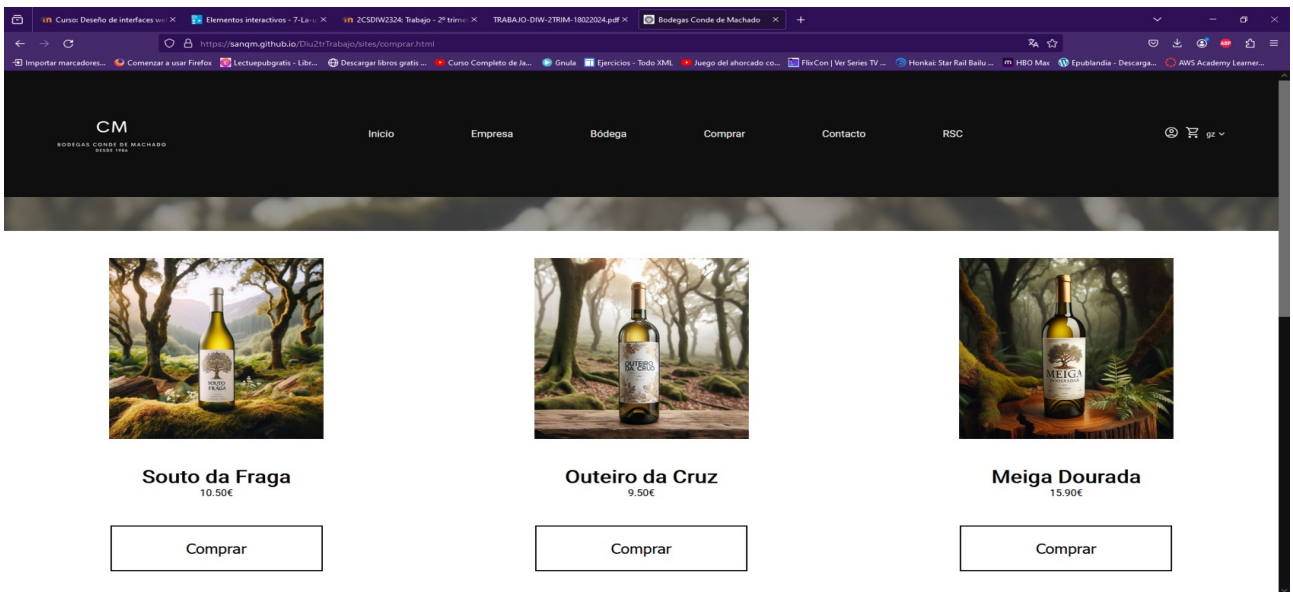 Curso: Deseño de interfaces we
Elementos interactivos - 7-La-u
2CSDIW2324: Trabajo - 2º trime
TRABAJO-DIW-2TRIM-18022024.pdf
Bodegas Conde de Machado
https://sanqm.github.io/Diu2trTrabajo/sites/comprar.html
Importar marcadores... Comenzar a usar Firefox Lectuepubgratis - Libr... Descargar libros gratis ... Curso Completo de Ja... Gnula Ejercicios - Todo XML Juego del ahorcado co... FlixCon | Ver Series TV ... Honkai: Star Rail Bailu ... HBO Max Epublandia - Descarga... AWS Academy Learner...
CM
BODEGAS CONDE DE MACHADO
DESDE 1986
Inicio Empresa Bódega Comprar Contacto RSC gz
SOUTO
FRAGA
OUTEIRO
DA CRUO
MEIGA
Souto da Fraga
10.50€
Comprar
Outeiro da Cruz
9.50€
Comprar
Meiga Dourada
15.90€
Comprar